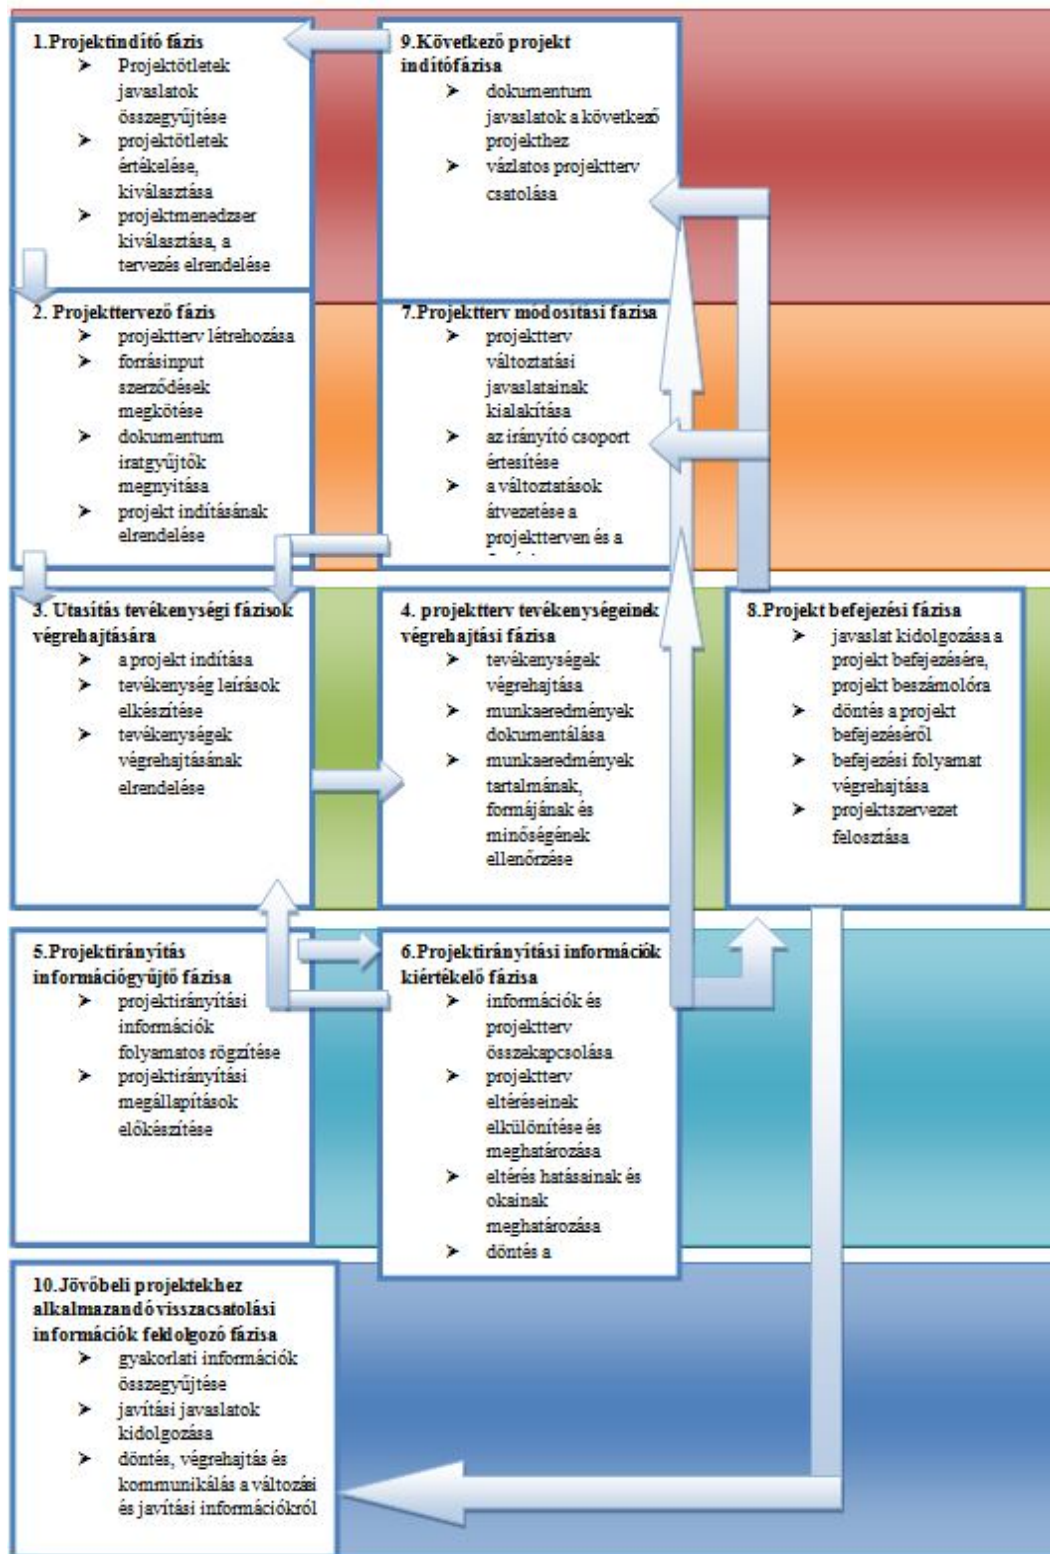 1.Projektindító fázis
➢ Projektötletek
javaslatok
összegyűjtése
➢ projektötletek
értékelése,
kiválasztása
➢ projektmenedzser
kiválasztása, a
tervezés elrendelése
9.Következő projekt
indítófázisa
➢ dokumentum
javaslatok a következő
projekthez
➢ vázlatos projektterv
csatolása
2. Projekttervező fázis
➢ projektterv létrehozása
➢ forrásinput
szerződések
megkötése
➢ dokumentum
iratgyűjtők
megnyitása
➢ projekt indításának
elrendelése
7.Projektterv módosítási fázisa
➢ projektterv
változtatási
javaslatainak
kialakítása
➢ az irányító csoport
értesítése
➢ a változtatások
átvezetése a
projektterven és a
3. Utasítás tevékenységi fázisok
végrehajtására
➢ a projekt indítása
➢ tevékenység leírások
elkészítése
➢ tevékenységek
végrehajtásának
elrendelése
4. projektterv tevékenységeinek
végrehajtási fázisa
➢ tevékenységek
végrehajtása
➢ munkaeredmények
dokumentálása
➢ munkaeredmények
tartalmának,
formájának és
minőségének
ellenőrzése
8.Projekt befejezési fázisa
➢ javaslat kidolgozása a
projekt befejezésére,
projekt beszámolóra
➢ döntés a projekt
befejezéséről
➢ befejezési folyamat
végrehajtása
➢ projektszervezet
felosztása
5.Projektirányítás
információgyűjtő fázisa
➢ projektirányítási
információk
folyamatos rögzítése
➢ projektirányítási
megállapítások
előkészítése
6.Projektirányítási információk
kiértékelő fázisa
➢ információk és
projektterv
összekapcsolása
➢ projektterv
eltéréseinek
elkülönítése és
meghatározása
➢ eltérés hatásainak és
okainak
meghatározása
➢ döntés a
10.Jövőbeli projektekhez
alkalmazandó visszacsatolási
információk feldolgozó fázisa
➢ gyakorlati információk
összegyűjtése
➢ javítási javaslatok
kidolgozása
➢ döntés, végrehajtás és
kommunikálás a változási
és javítási információkról